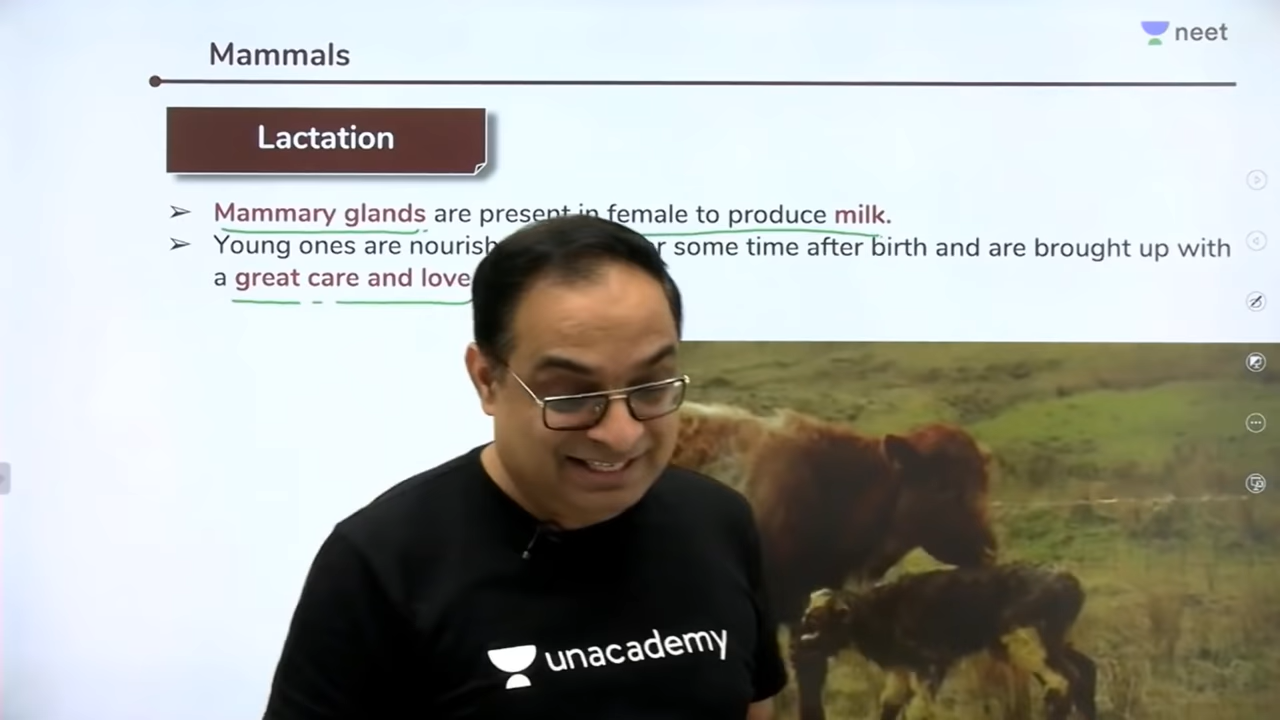 Mammals
neet
Lactation
➢ Mammary glands are present in female to produce milk.
➢ Young ones are nourish some time after birth and are brought up with
a great care and love
unacademy